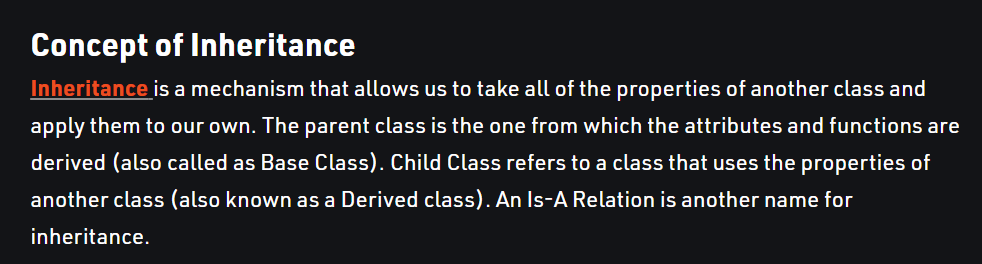 Concept of Inheritance
Inheritance is a mechanism that allows us to take all of the properties of another class and
apply them to our own. The parent class is the one from which the attributes and functions are
derived (also called as Base Class). Child Class refers to a class that uses the properties of
another class (also known as a Derived class). An Is-A Relation is another name for
inheritance.